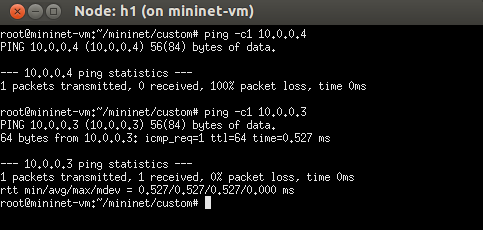 Node: h1 (on mininet-vm)
root@mininet-vm:~/mininet/custom# ping -c1 10.0.0.4
PING 10.0.0.4 (10.0.0.4) 56(84) bytes of data.
--- 10.0.0.4 ping statistics ---
1 packets transmitted, 0 received, 100% packet loss, time 0ms
root@mininet-vm:~/mininet/custom# ping -c1 10.0.0.3
PING 10.0.0.3 (10.0.0.3) 56(84) bytes of data.
64 bytes from 10.0.0.3: icmp_req=1 ttl=64 time=0.527 ms
--- 10.0.0.3 ping statistics ---
1 packets transmitted, 1 received, 0% packet loss, time 0ms
rtt min/avg/max/mdev = 0.527/0.527/0.527/0.000 ms
root@mininet-vm:~/mininet/custom#